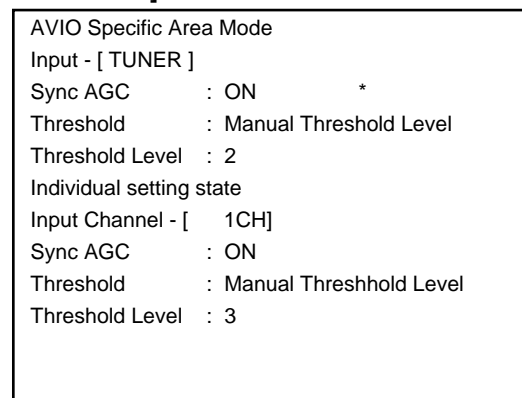 AVIO Specific Area Mode
Input - [ TUNER ]
Sync AGC : ON *
Threshold : Manual Threshold Level
Threshold Level : 2
Individual setting state
Input Channel - [ 1CH]
Sync AGC : ON
Threshold : Manual Threshhold Level
Threshold Level : 3